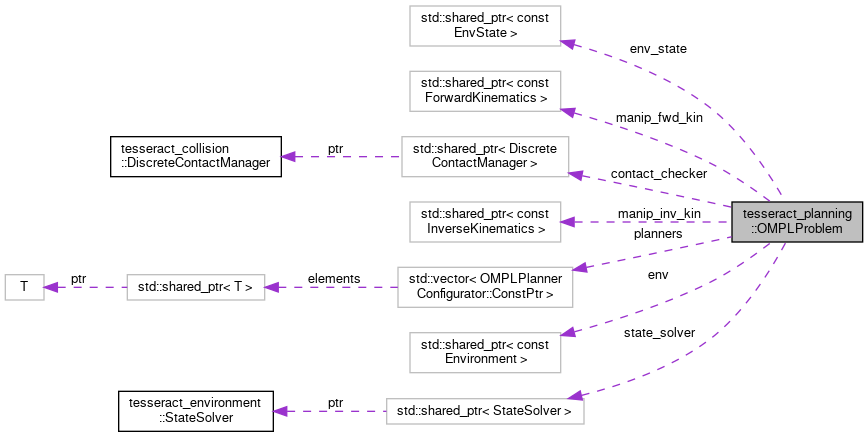 std::shared_ptr< const
EnvState >
env_state
std::shared_ptr< const
ForwardKinematics >
manip_fwd_kin
tesseract_collision
::DiscreteContactManager
ptr
std::shared_ptr< Discrete
ContactManager >
contact_checker
std::shared_ptr< const
InverseKinematics >
manip_inv_kin
tesseract_planning
::OMPLProblem
planners
T
ptr
std::shared_ptr< T >
elements
std::vector< OMPLPlanner
Configurator::ConstPtr >
env
std::shared_ptr< const
Environment >
state_solver
tesseract_environment
::StateSolver
ptr
std::shared_ptr< StateSolver >